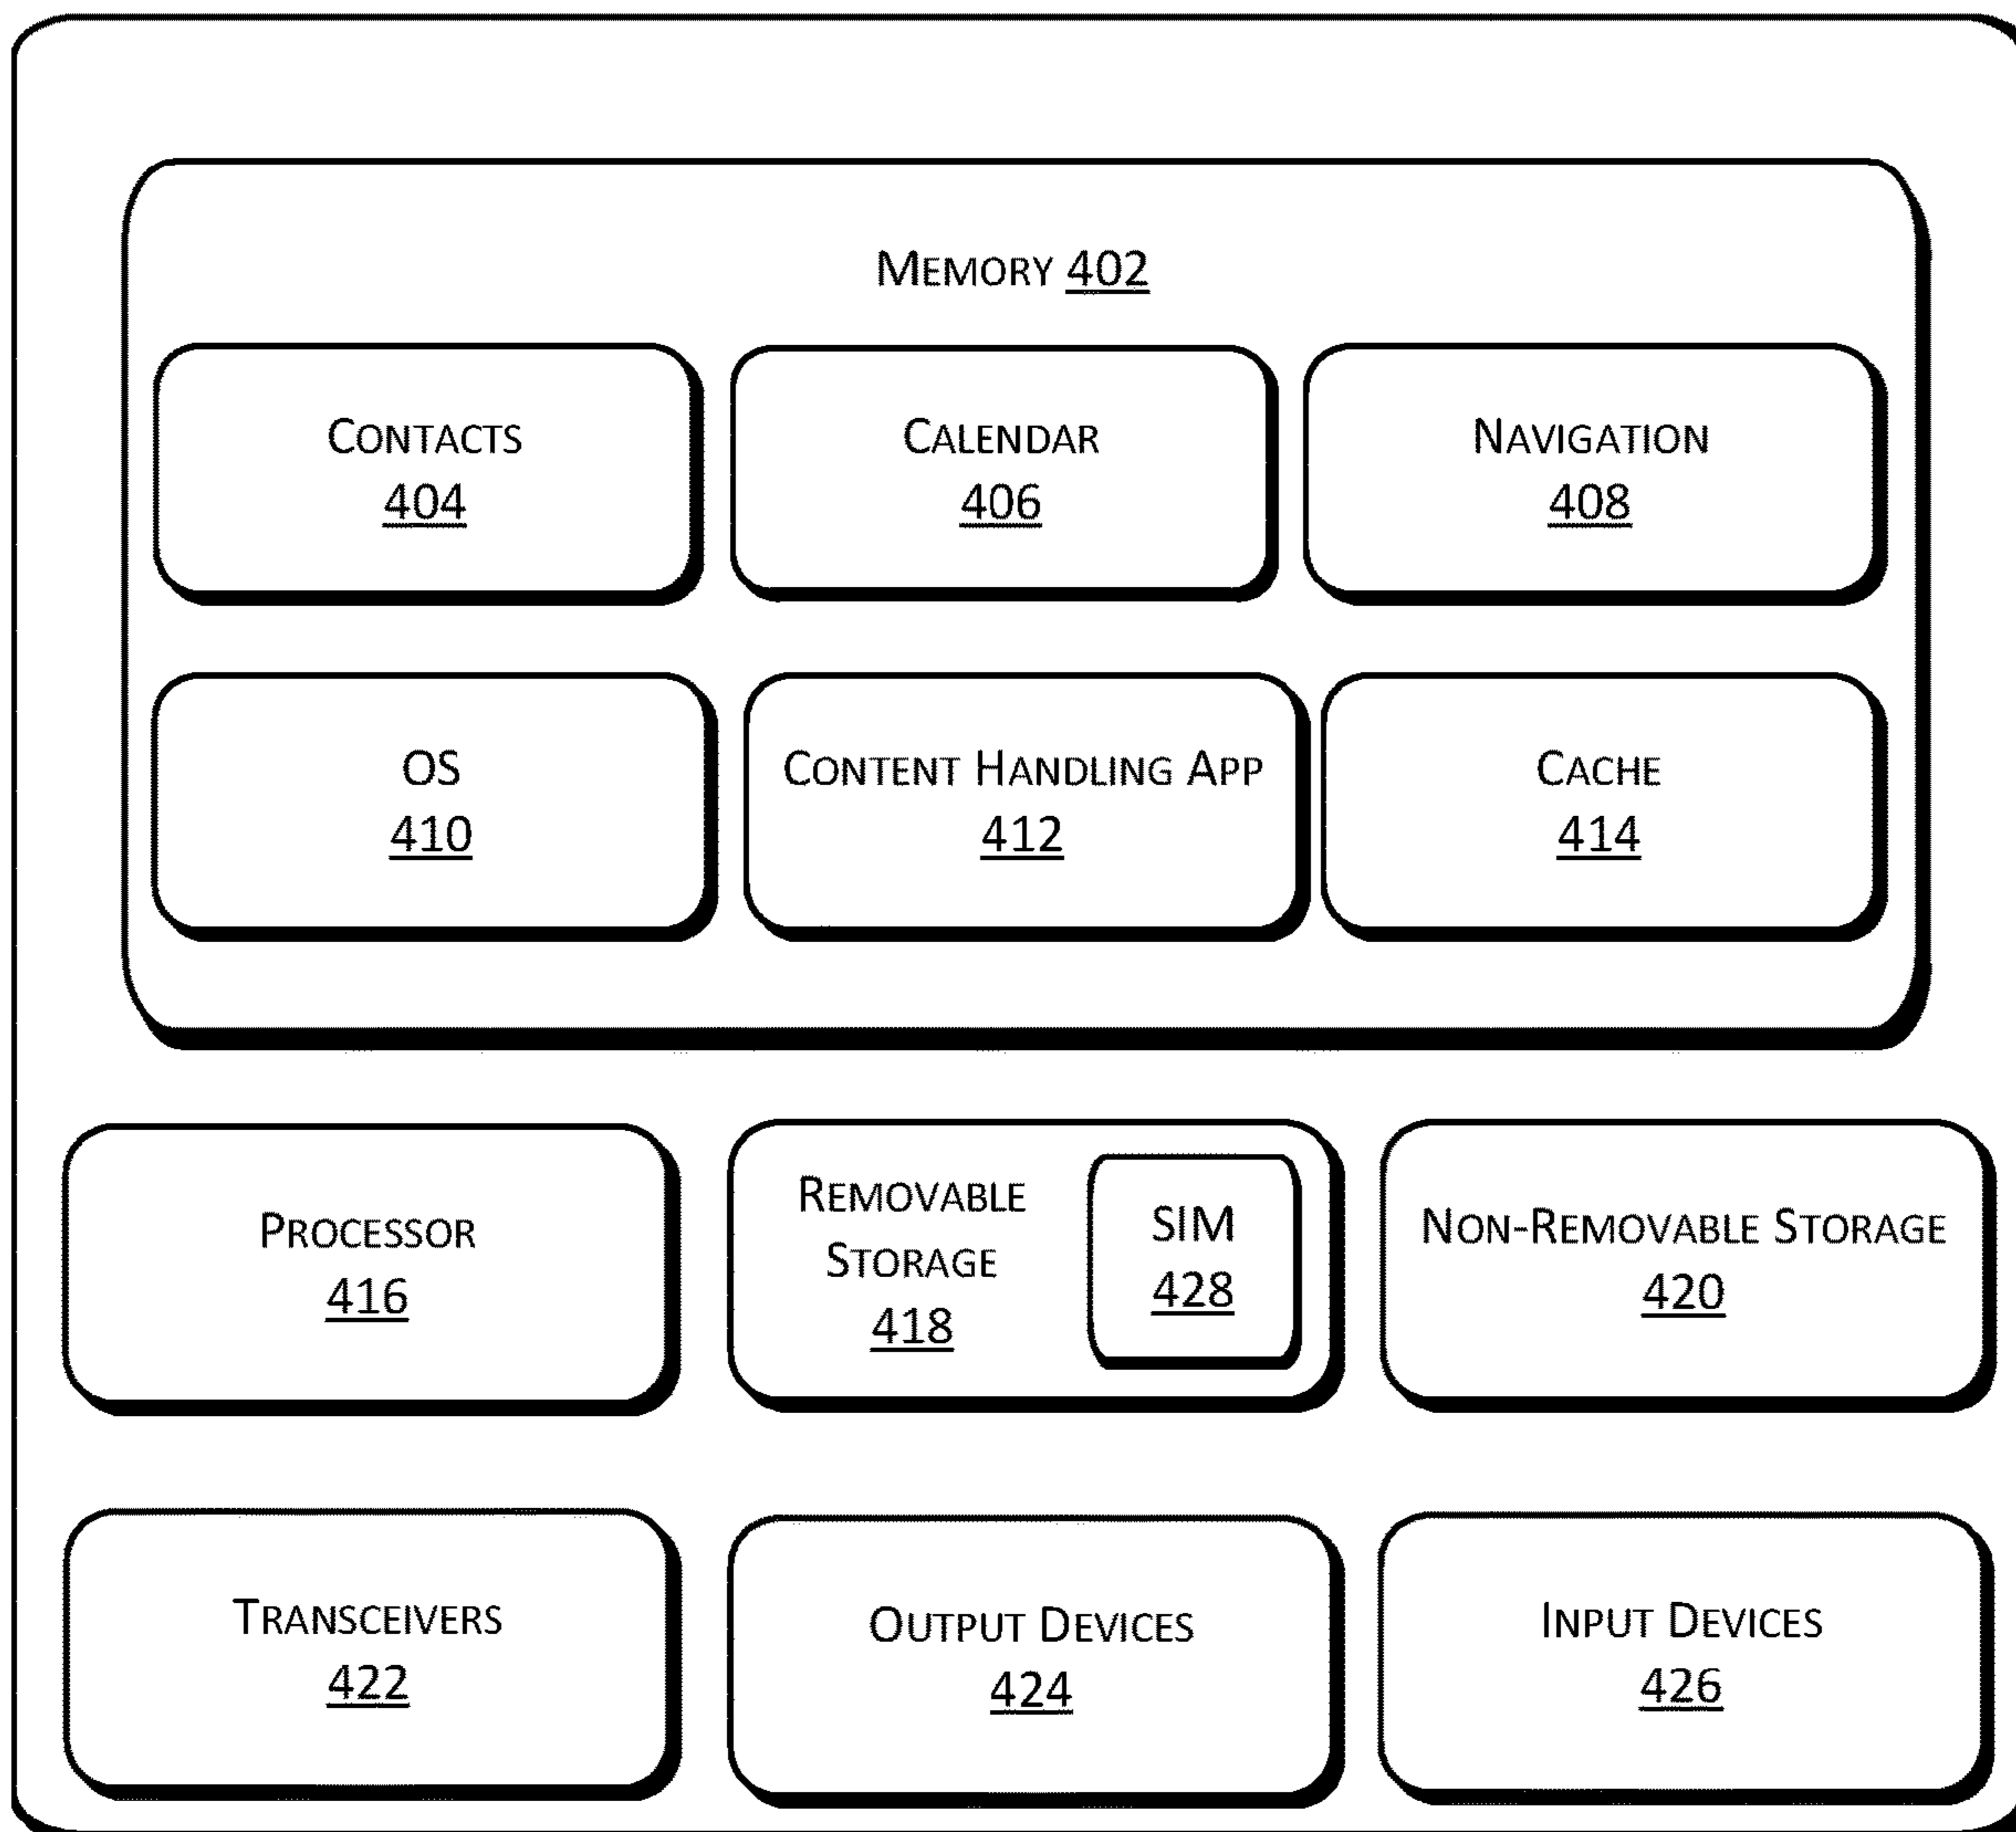 MEMORY 402
CONTACTS
404
CALENDAR
406
NAVIGATION
408
OS
410
CONTENT HANDLING APP
412
CACHE
414
PROCESSOR
416
REMOVABLE
STORAGE
418
SIM
428
NON-REMOVABLE STORAGE
420
TRANSCEIVERS
422
OUTPUT DEVICES
424
INPUT DEVICES
426